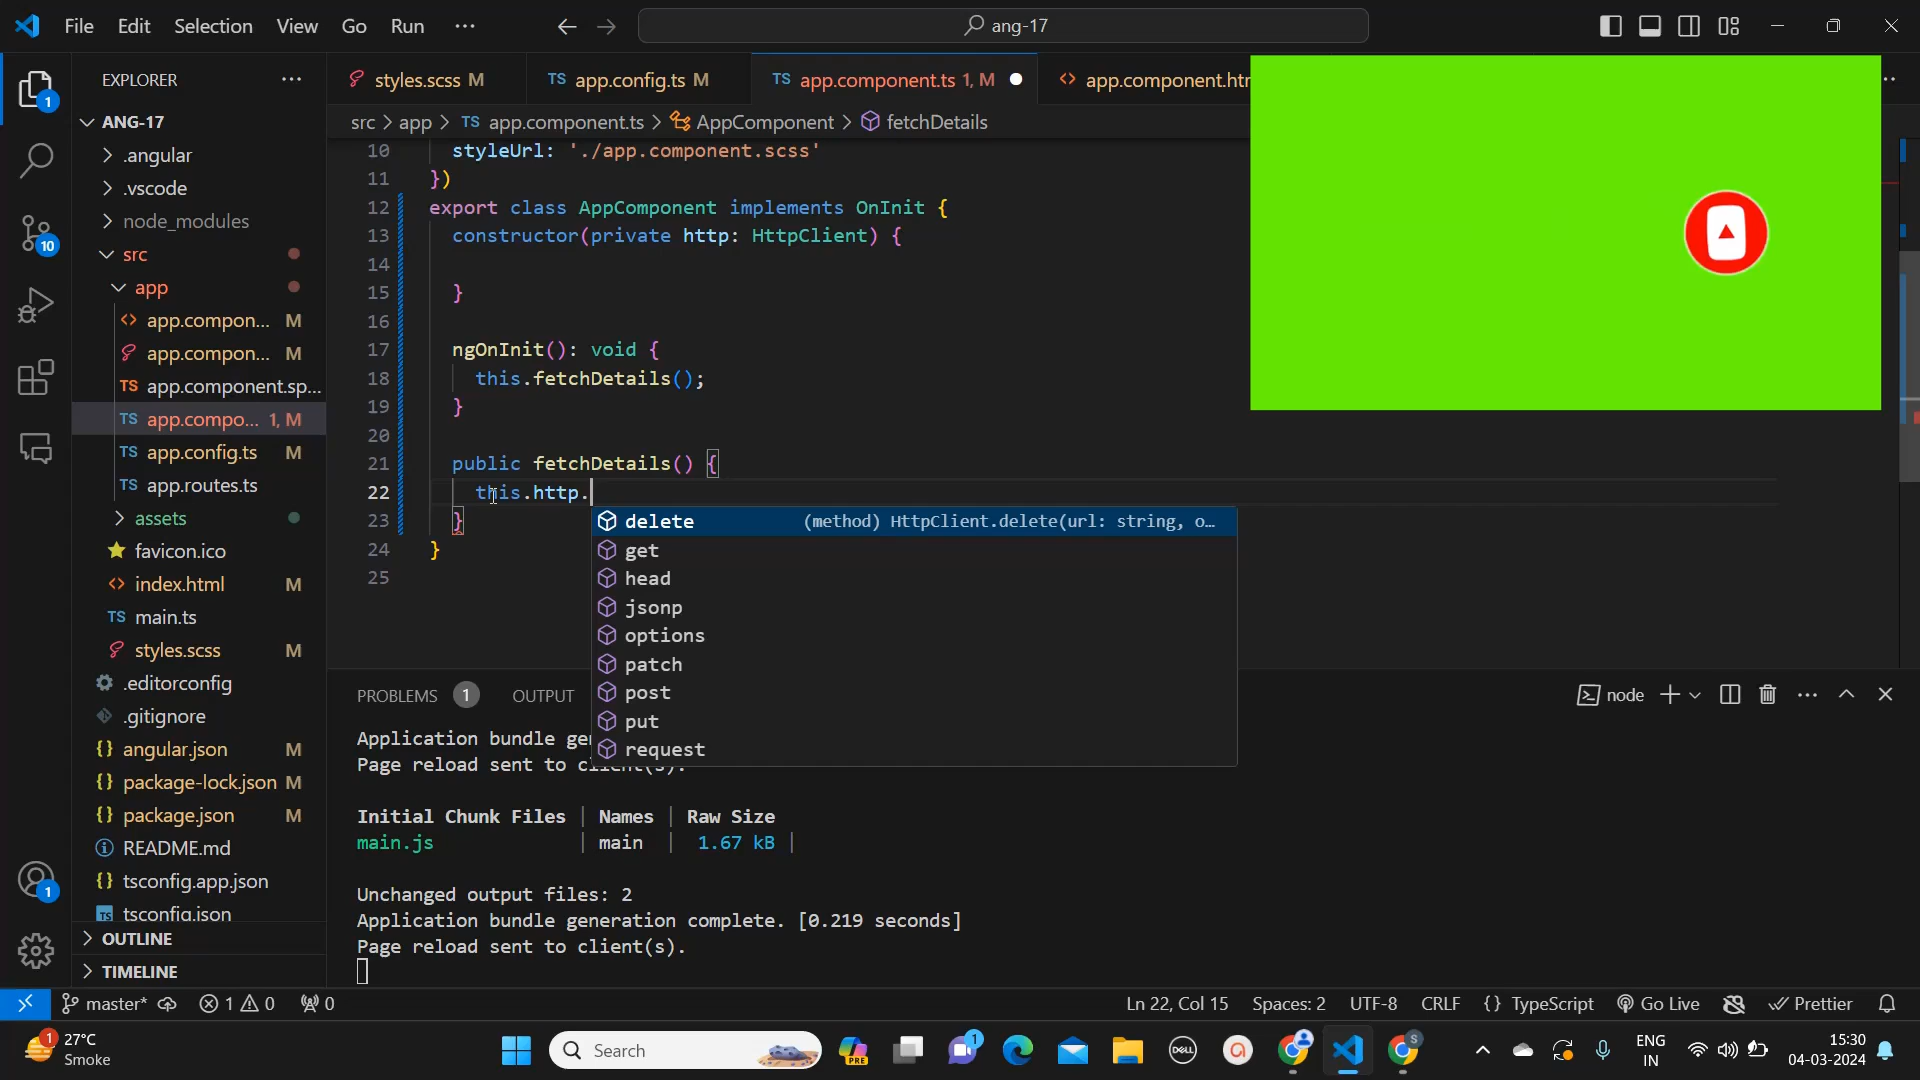 File Edit Selection View Go Run ···
ang-17
EXPLORER ···
styles.scss M
TS app.config.ts M
TS app.component.ts 1, M
app.component.htm
src > app > TS app.component.ts > AppComponent > fetchDetails
ANG-17
.angular
.vscode
node_modules
src
app
app.compon... M
app.compon... M
TS app.component.sp...
TS app.compo... 1, M
TS app.config.ts M
TS app.routes.ts
assets
favicon.ico
index.html M
TS main.ts
styles.scss M
.editorconfig
.gitignore
{} angular.json M
{} package-lock.json M
{} package.json M
README.md
{} tsconfig.app.json
TS tsconfig.json
OUTLINE
TIMELINE
1
10
1
10 styleUrl: './app.component.scss'
11 })
12 export class AppComponent implements OnInit {
13 constructor(private http: HttpClient) {
14
15 }
16
17 ngOnInit(): void {
18 this.fetchDetails();
19 }
20
21 public fetchDetails() {
22 this.http.
23 }
24 }
25
delete (method) HttpClient.delete(url: string, o...
get
head
jsonp
options
patch
post
put
request
PROBLEMS 1 OUTPUT
node
Application bundle gen
Page reload sent to client(s).
Initial Chunk Files | Names | Raw Size
main.js | main | 1.67 kB |
Unchanged output files: 2
Application bundle generation complete. [0.219 seconds]
Page reload sent to client(s).
master* 1 0 0
Ln 22, Col 15 Spaces: 2 UTF-8 CRLF {} TypeScript Go Live Prettier
1 27°C
Smoke
Search
PRE
1
DELL
S
ENG
IN
15:30
04-03-2024